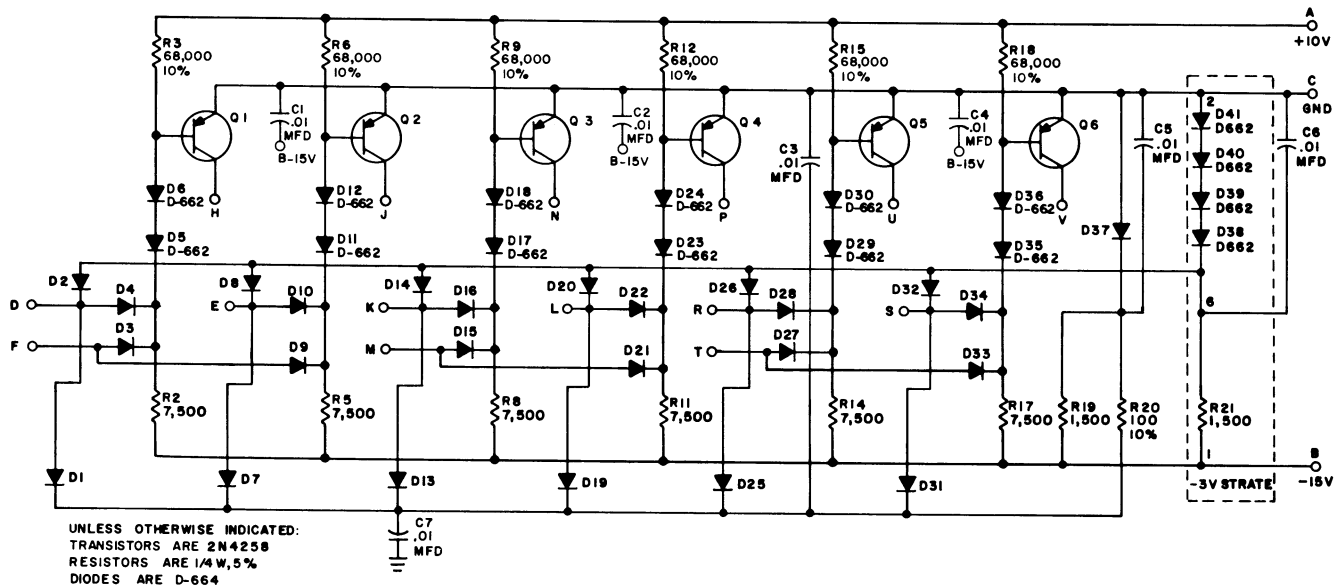 A
+10V
R3
68,000
10%
R6
68,000
10%
R9
68,000
10%
R12
68,000
10%
R15
68,000
10%
R18
68,000
10%
C
GND
Q1
C1
.01
MFD
B-15V
Q2
Q3
C2
.01
MFD
B-15V
Q4
C3
.01
MFD
Q5
C4
.01
MFD
B-15V
Q6
C5
.01
MFD
2
D41
D662
D40
D662
D39
D662
D38
D662
C6
.01
MFD
D6
D-662
H
D12
D-662
J
D18
D-662
N
D24
D-662
P
D30
D-662
U
D36
D-662
V
D37
D5
D-662
D11
D-662
D17
D-662
D23
D-662
D29
D-662
D35
D-662
D2
D8
D14
D20
D26
D32
D
D4
E
D10
K
D16
L
D22
R
D28
S
D34
6
F
D3
D9
M
D15
D21
T
D27
D33
R2
7,500
R5
7,500
R8
7,500
R11
7,500
R14
7,500
R17
7,500
R19
1,500
R20
100
10%
R21
1,500
1
B
-15V
-3V STRATE
D1
D7
D13
D19
D25
D31
C7
.01
MFD
UNLESS OTHERWISE INDICATED:
TRANSISTORS ARE 2N4258
RESISTORS ARE 1/4W,5%
DIODES ARE D-664